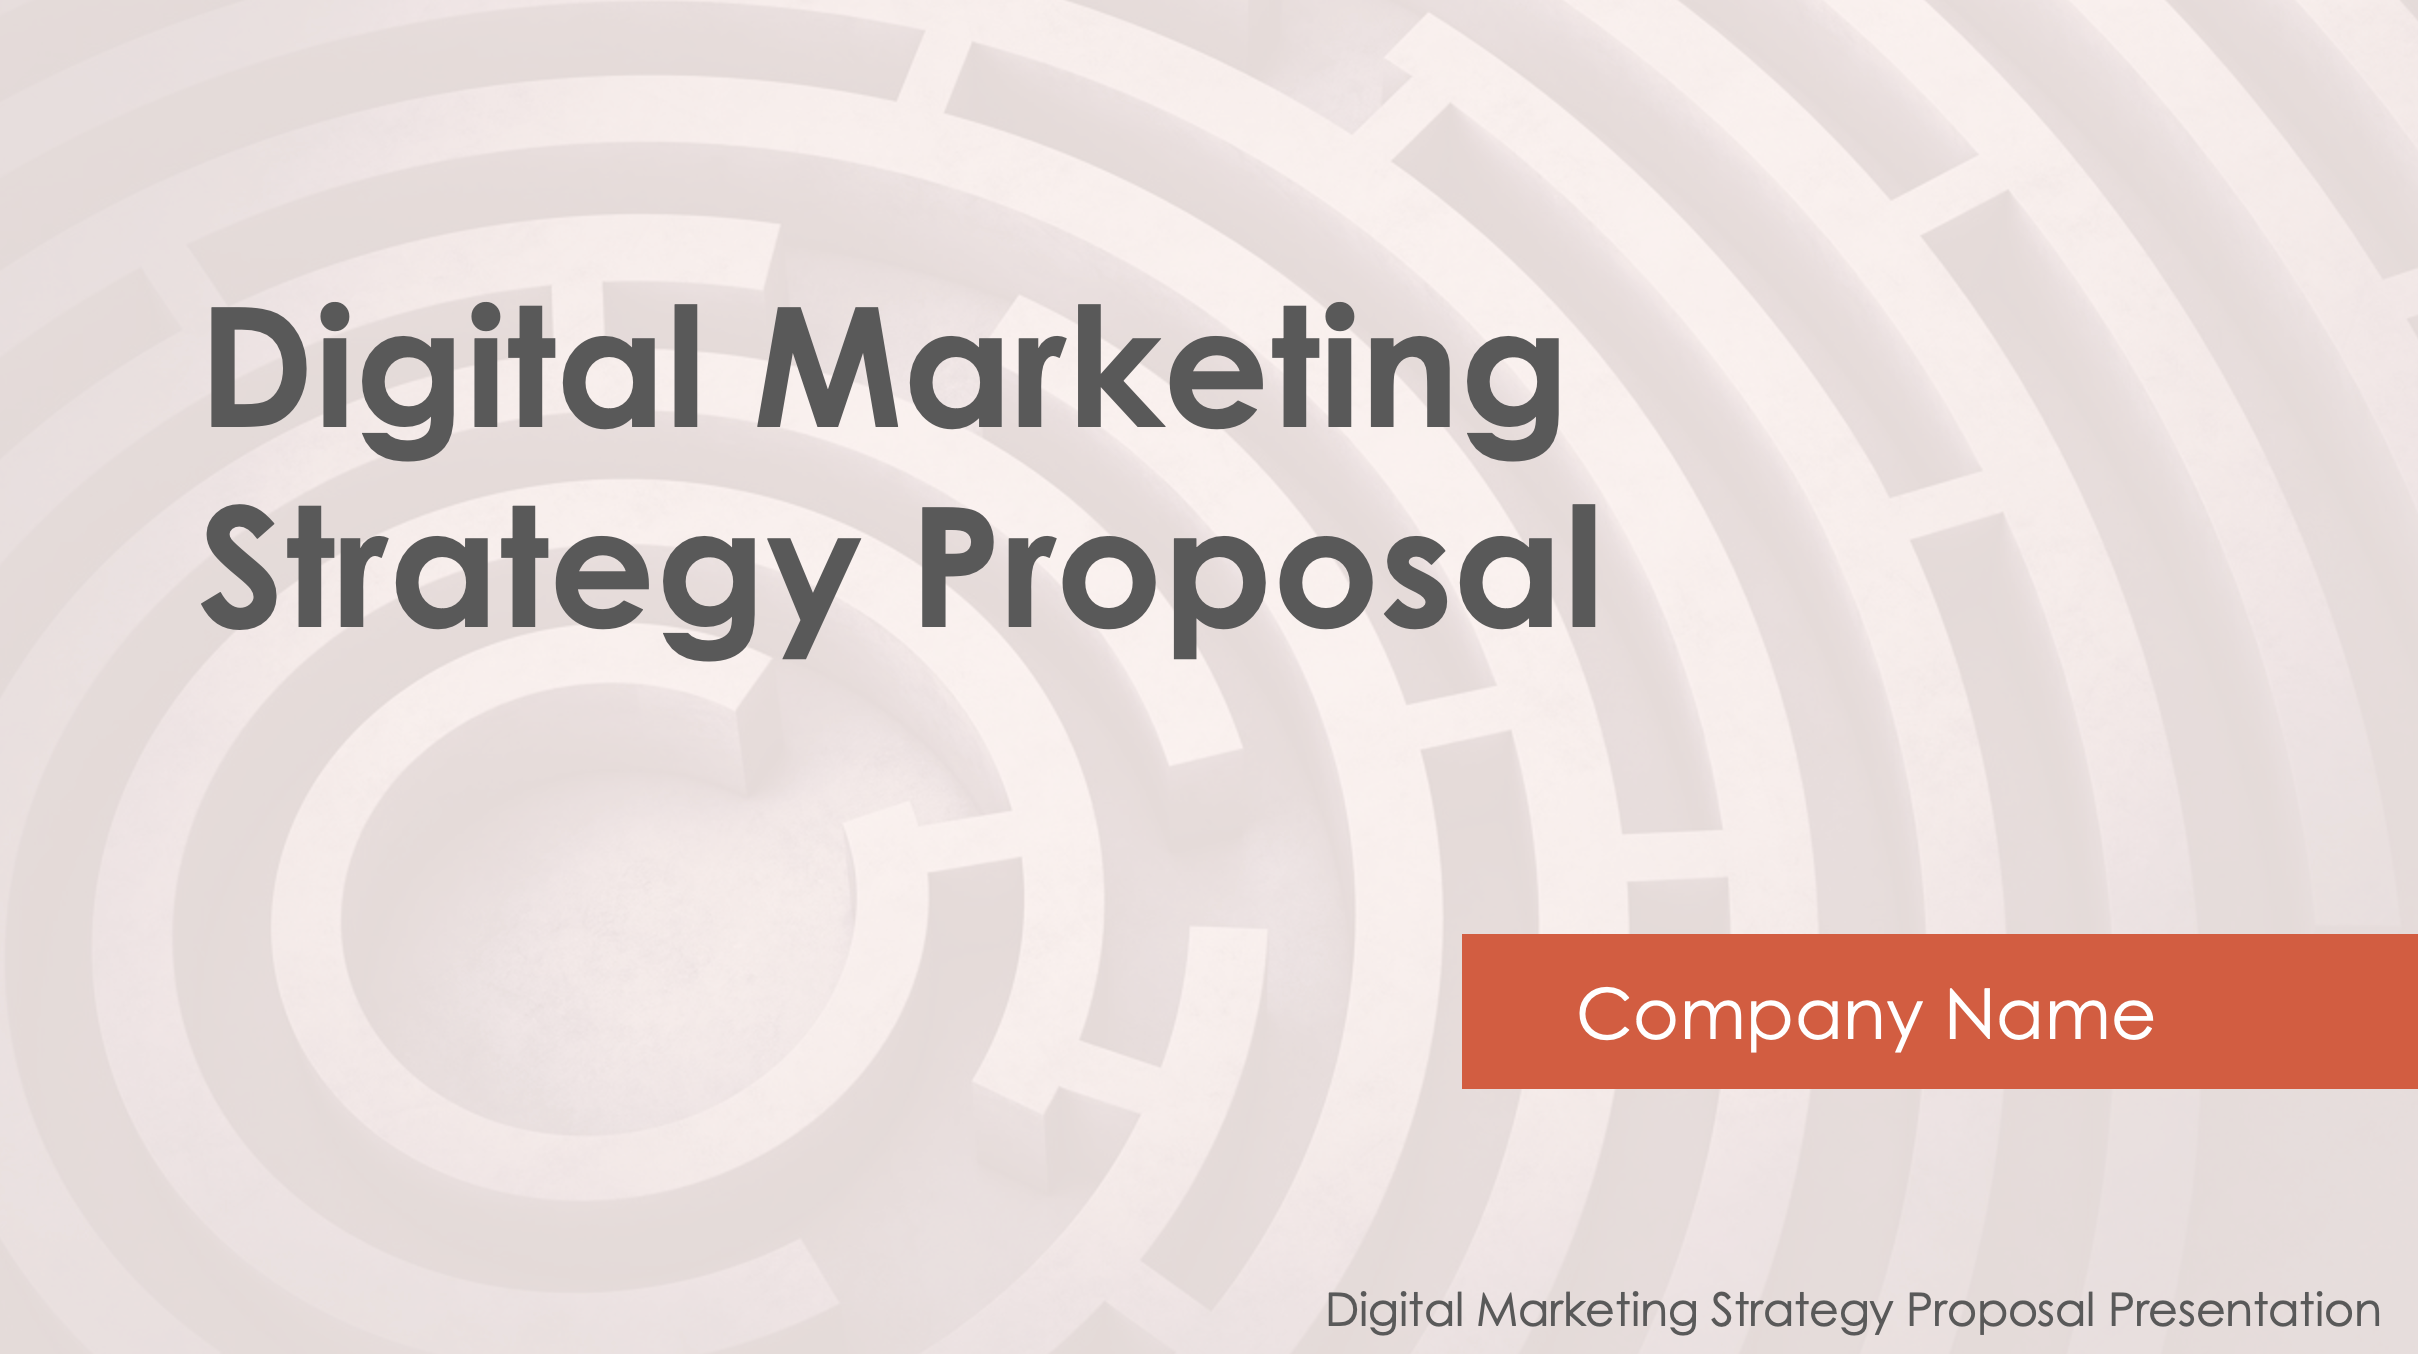 Digital Marketing
Strategy Proposal
Company Name
Digital Marketing Strategy Proposal Presentation